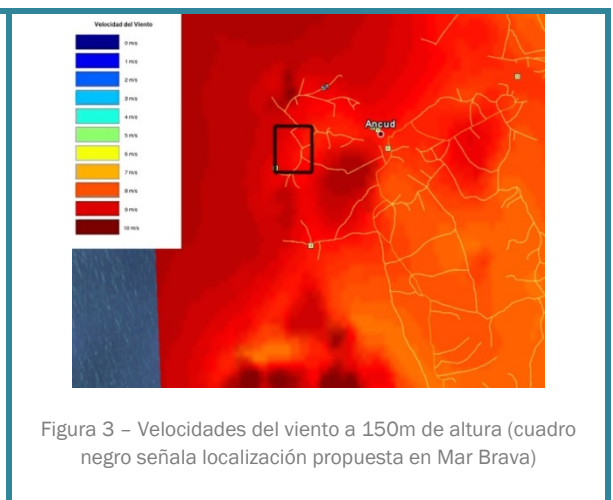 Velocidad del Viento
0 m/s
1 m/s
2 m/s
3 m/s
4 m/s
5 m/s
6 m/s
7 m/s
8 m/s
9 m/s
10 m/s
Ancud
Figura 3 – Velocidades del viento a 150m de altura (cuadro
negro señala localización propuesta en Mar Brava)